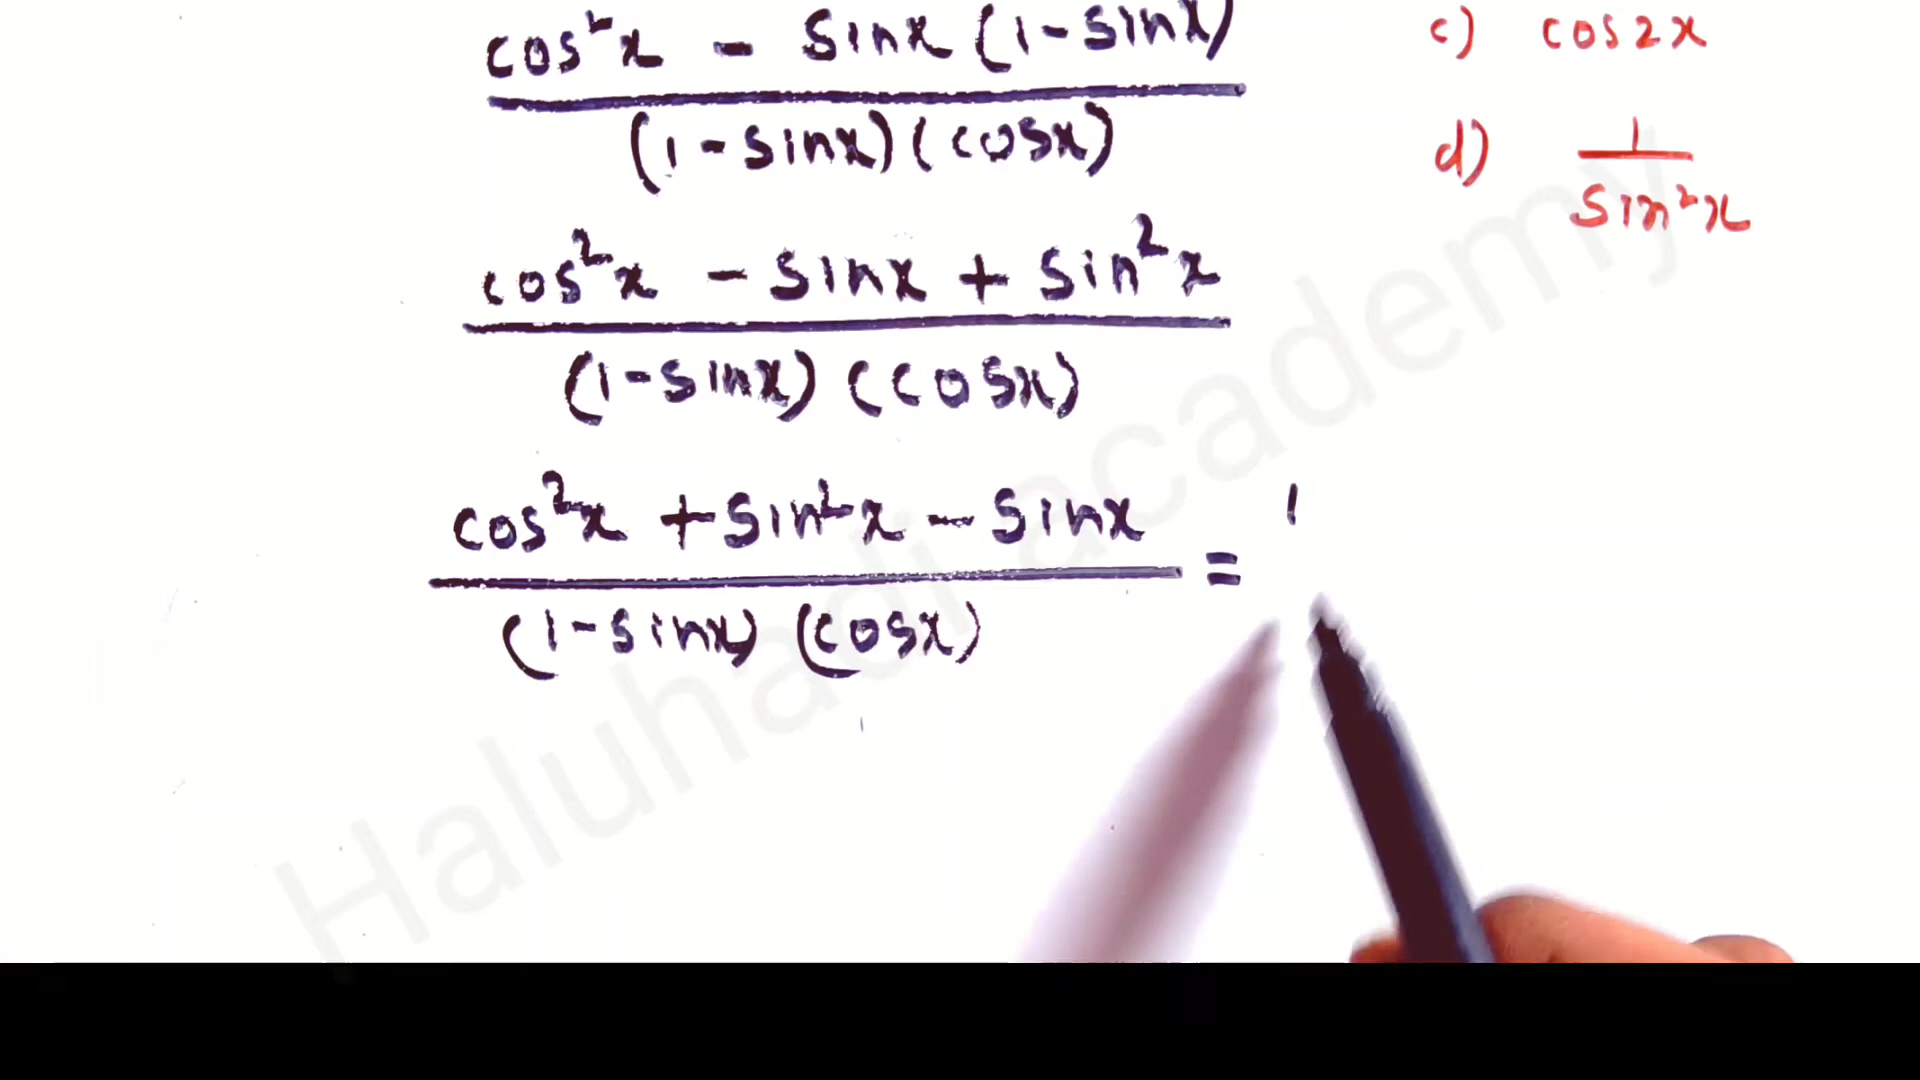 cos²x - sinx (1-sinx)
(1-sinx)(cosx)
c) cos2x
d) 1
sin²x
cos²x - sinx + sin²x
(1-sinx)(cosx)
cos²x + sin²x - sinx = 1
(1-sinx)(cosx)
Haluhadi academy